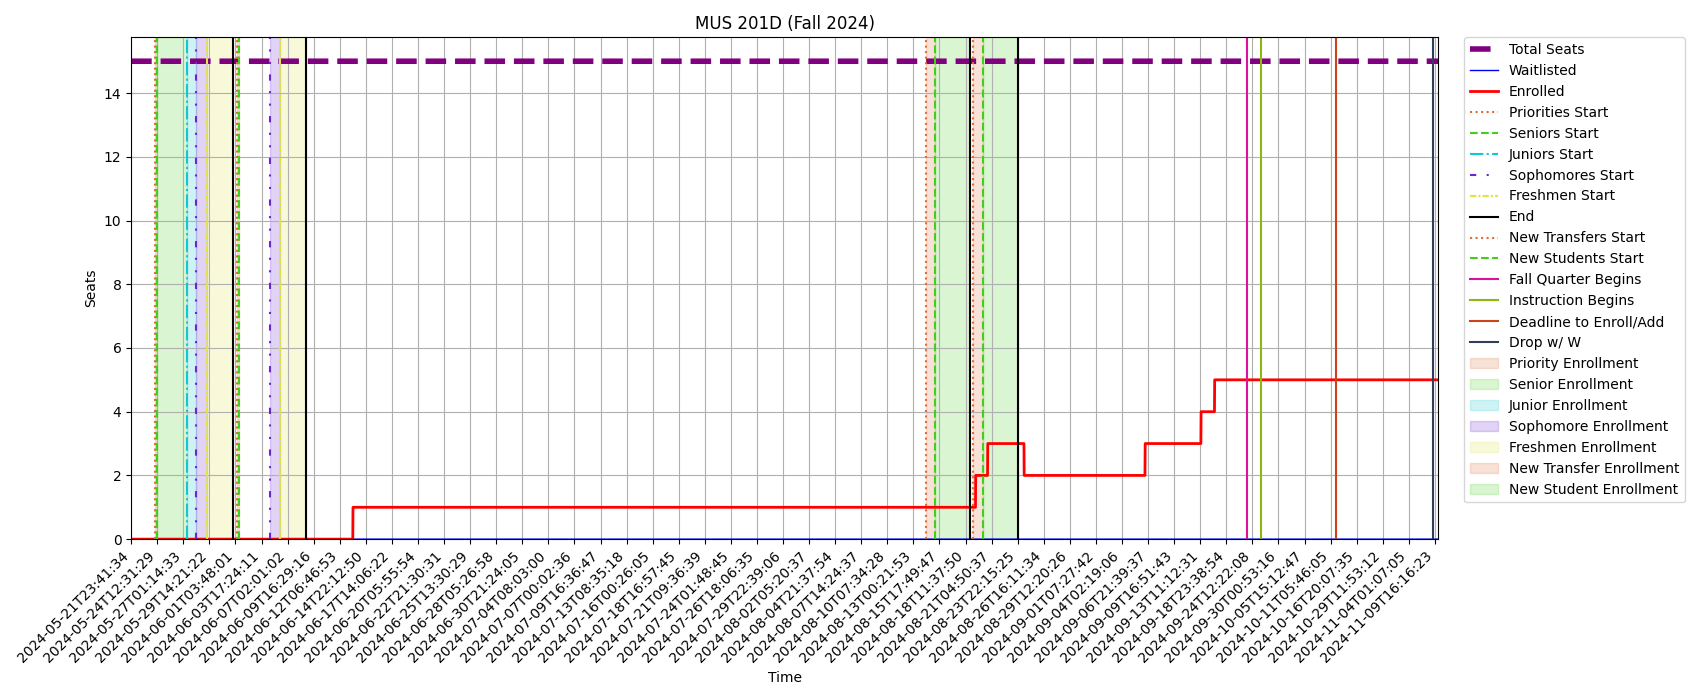 MUS 201D (Fall 2024)
Seats
14
12
10
8
6
4
2
0
2024-05-21T23:41:34
2024-05-24T12:31:29
2024-05-27T01:14:33
2024-05-29T14:21:22
2024-06-01T03:48:01
2024-06-03T17:24:11
2024-06-07T02:01:02
2024-06-09T16:29:16
2024-06-12T06:46:53
2024-06-14T22:12:50
2024-06-17T14:06:22
2024-06-20T05:55:54
2024-06-22T21:30:31
2024-06-25T13:30:29
2024-06-28T05:26:58
2024-06-30T21:24:05
2024-07-04T08:03:00
2024-07-07T00:02:36
2024-07-09T16:36:47
2024-07-13T08:35:18
2024-07-16T00:26:05
2024-07-18T16:57:45
2024-07-21T09:36:39
2024-07-24T01:48:45
2024-07-26T18:06:35
2024-07-29T22:39:06
2024-08-02T05:20:37
2024-08-04T21:37:54
2024-08-07T14:24:37
2024-08-10T07:34:28
2024-08-13T00:21:53
2024-08-15T17:49:47
2024-08-18T11:37:50
2024-08-21T04:50:37
2024-08-23T22:15:23
2024-08-26T16:11:34
2024-08-29T12:20:26
2024-09-01T07:27:42
2024-09-04T02:19:06
2024-09-06T21:39:37
2024-09-09T16:51:43
2024-09-13T11:12:31
2024-09-18T23:38:54
2024-09-24T12:22:08
2024-09-30T00:53:16
2024-10-05T15:12:47
2024-10-11T05:46:05
2024-10-16T20:07:35
2024-10-29T11:53:12
2024-11-04T01:07:05
2024-11-09T16:16:23
Time
Total Seats
Waitlisted
Enrolled
Priorities Start
Seniors Start
Juniors Start
Sophomores Start
Freshmen Start
End
New Transfers Start
New Students Start
Fall Quarter Begins
Instruction Begins
Deadline to Enroll/Add
Drop w/ W
Priority Enrollment
Senior Enrollment
Junior Enrollment
Sophomore Enrollment
Freshmen Enrollment
New Transfer Enrollment
New Student Enrollment